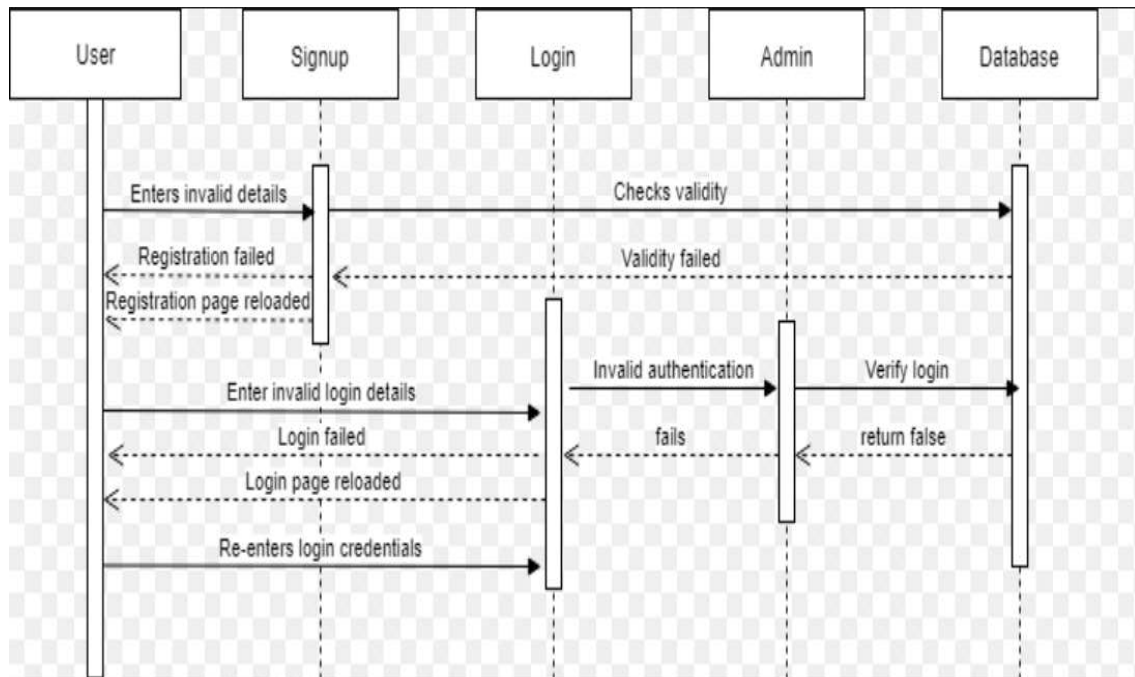 User
Signup
Login
Admin
Database
Enters invalid details
Checks validity
Registration failed
Validity failed
Registration page reloaded
Invalid authentication
Verify login
Enter invalid login details
Login failed
fails
return false
Login page reloaded
Re-enters login credentials